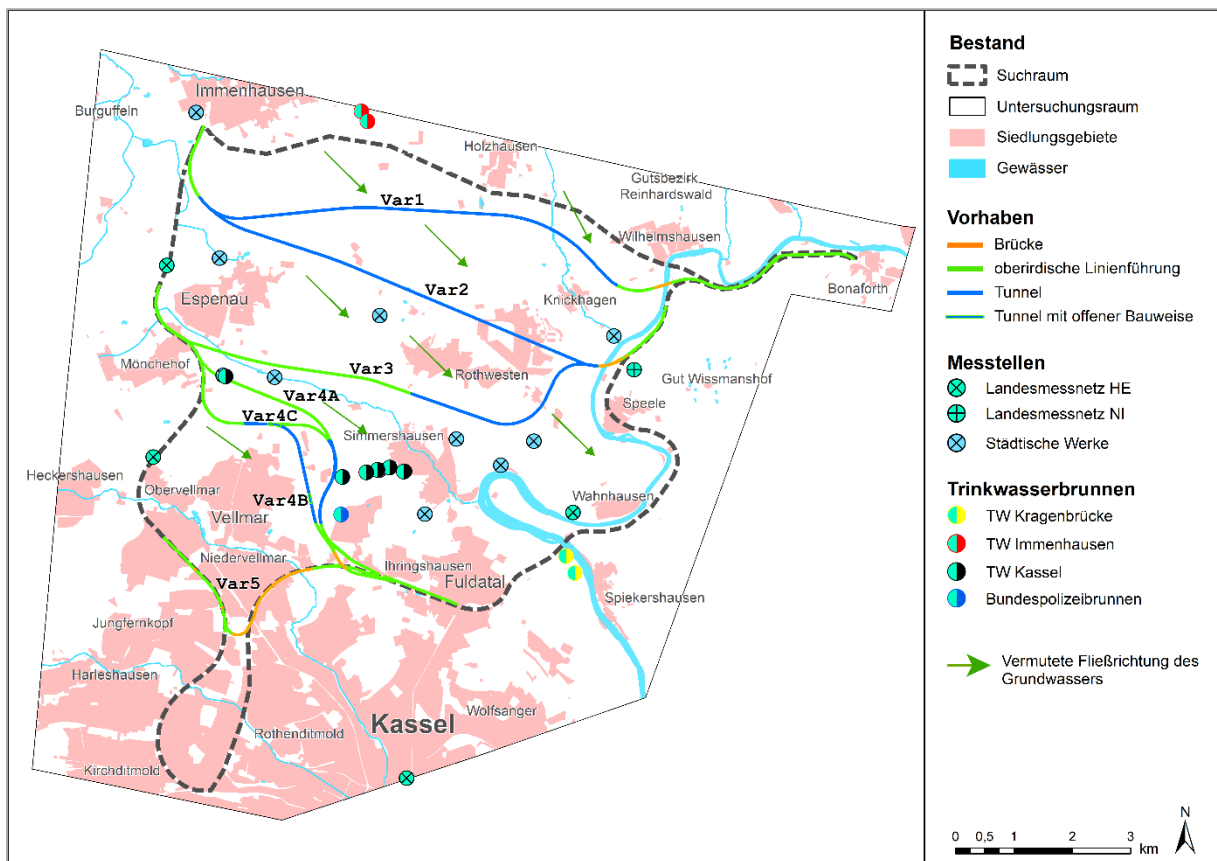 Immenhausen
Burguffeln
Holzhausen
Gutsbezirk
Reinhardswald
Var1
Wilhelmshausen
Bonaforth
Espenau
Var2
Knickhagen
Mönchehof
Var3
Rothwesten
Gut Wissmanshof
Var4A
Speele
Var4C
Simmershausen
Heckershausen
Obervellmar
Var4B
Wahnhausen
Vellmar
Niedervellmar
Ihringshausen
Var5
Fuldatal
Spiekershausen
Jungfernkopf
Harleshausen
Wolfsanger
Kassel
Rothenditmold
Kirchditmold
Bestand
Suchraum
Untersuchungsraum
Siedlungsgebiete
Gewässer
Vorhaben
Brücke
oberirdische Linienführung
Tunnel
Tunnel mit offener Bauweise
Messtellen
Landesmessnetz HE
Landesmessnetz NI
Städtische Werke
Trinkwasserbrunnen
TW Kragenbrücke
TW Immenhausen
TW Kassel
Bundespolizeibrunnen
Vermutete Fließrichtung des
Grundwassers
N
0 0,5 1 2 3
km